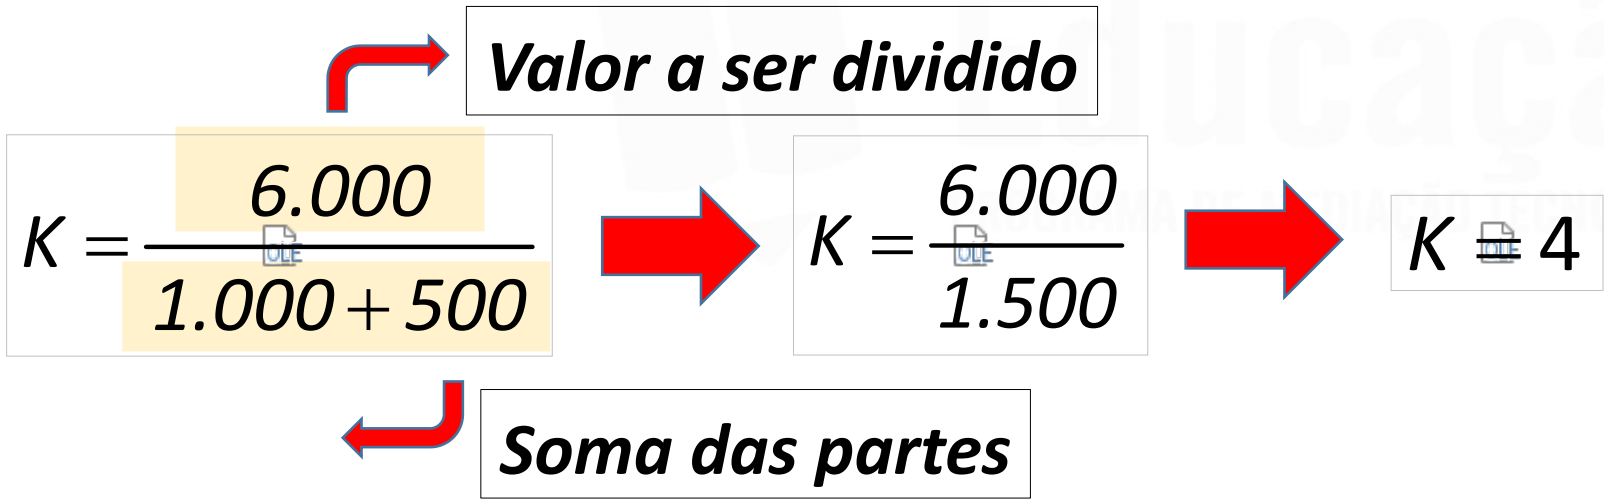 Valor a ser dividido
K = 6.000 / 1.000 + 500
K = 6.000 / 1.500
K = 4
Soma das partes